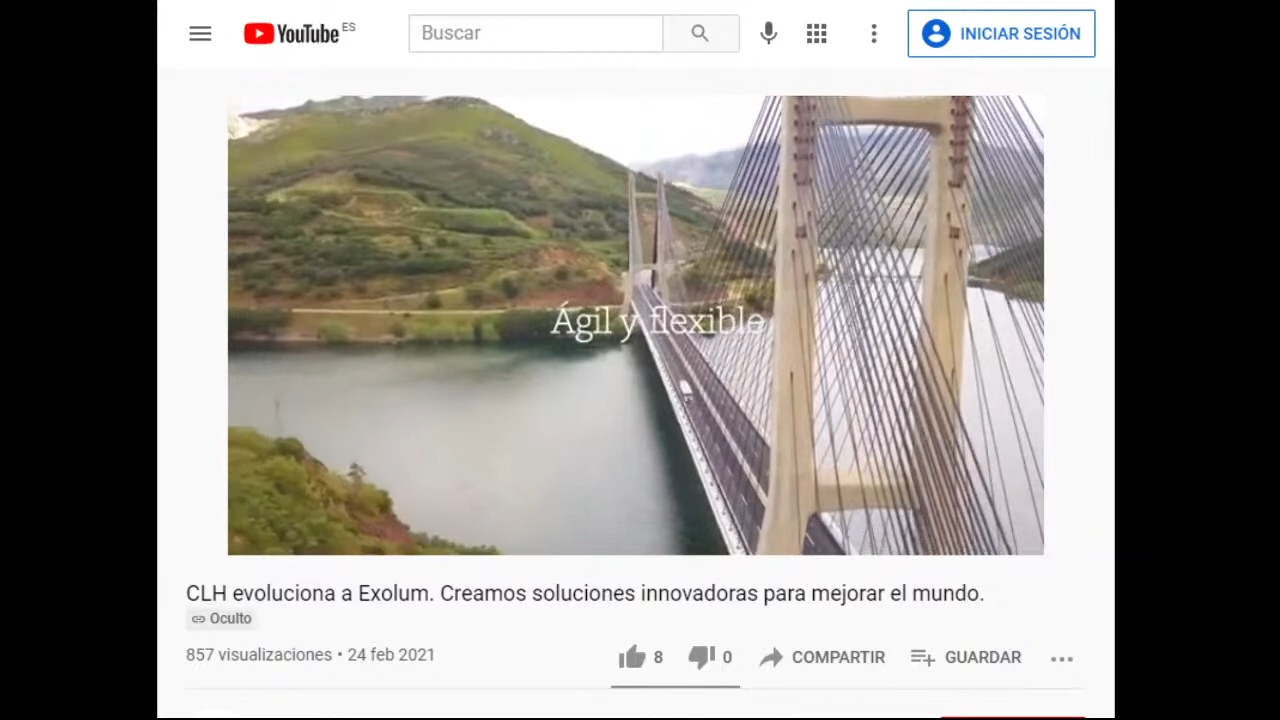 YouTube ES
Buscar
INICIAR SESIÓN
Ágil y flexible
CLH evoluciona a Exolum. Creamos soluciones innovadoras para mejorar el mundo.
Oculto
857 visualizaciones • 24 feb 2021
8
0
COMPARTIR
GUARDAR